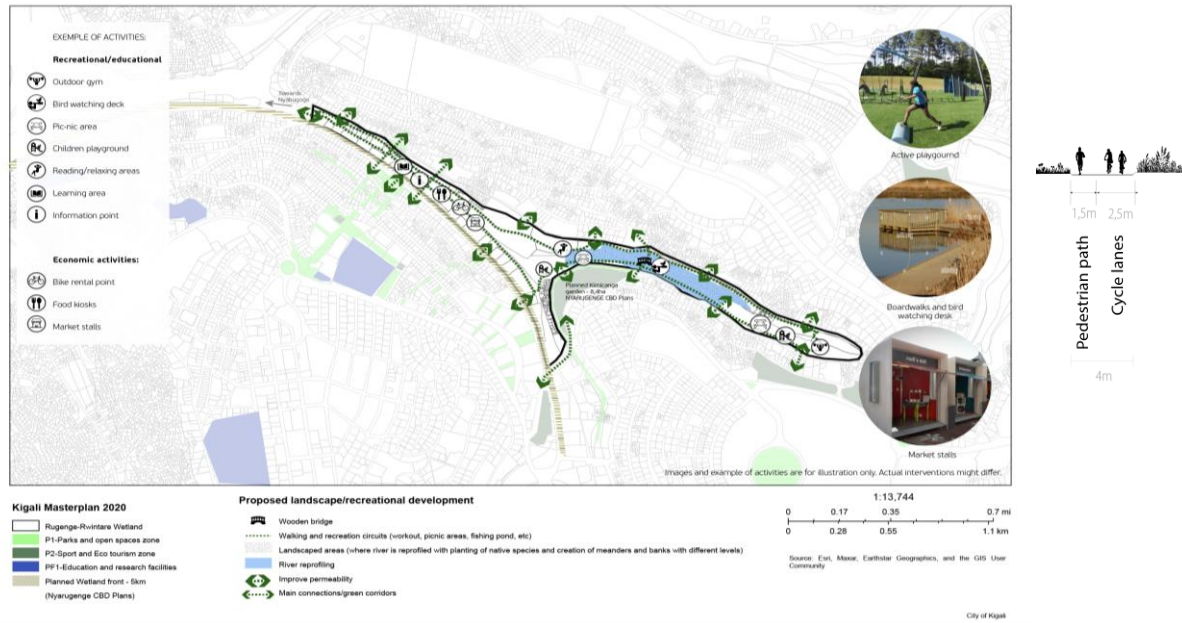 EXEMPLE OF ACTIVITIES:
Recreational/educational
Outdoor gym
Bird watching deck
Pic-nic area
Children playground
Reading/relaxing areas
Learning area
Information point
Economic activities:
Bike rental point
Food kiosks
Market stalls
Towards
Nyabugogo
Planned Kimicanga
garden - 8,4ha
NYARUGENGE CBD Plans
Active playgournd
Boardwalks and bird
watching desk
Market stalls
Images and example of activities are for illustration only. Actual interventions might differ.
1,5m
2,5m
Pedestrian path
Cycle lanes
4m
Kigali Masterplan 2020
Rugenge-Rwintare Wetland
P1-Parks and open spaces zone
P2-Sport and Eco tourism zone
PF1-Education and research facilities
Planned Wetland front - 5km
(Nyarugenge CBD Plans)
Proposed landscape/recreational development
Wooden bridge
Walking and recreation circuits (workout, picnic areas, fishing pond, etc)
Landscaped areas (where river is reprofiled with planting of native species and creation of meanders and banks with different levels)
River reprofiling
Improve permeability
Main connections/green corridors
1:13,744
0 0.17 0.35 0.7 mi
0 0.28 0.55 1.1 km
Source: Esri, Maxar, Earthstar Geographics, and the GIS User
Community
City of Kigali